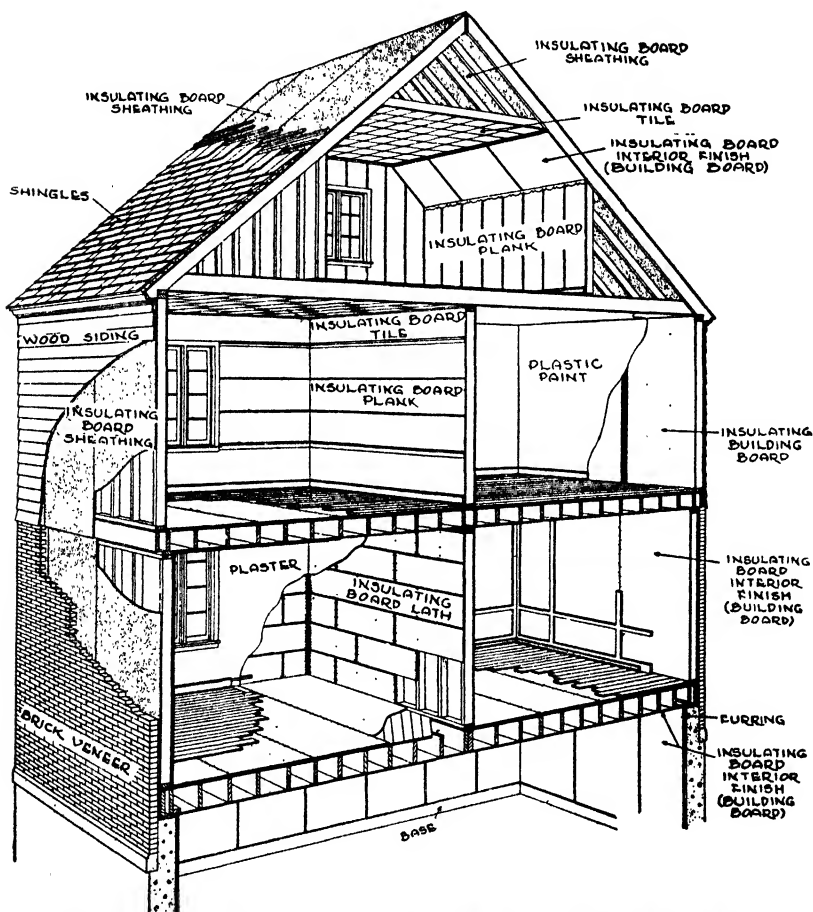 INSULATING BOARD
SHEATHING
INSULATING BOARD
SHEATHING
INSULATING BOARD
TILE
INSULATING BOARD
INTERIOR FINISH
(BUILDING BOARD)
SHINGLES
INSULATING BOARD
PLANK
INSULATING BOARD
TILE
WOOD SIDING
PLASTIC
PAINT
INSULATING BOARD
PLANK
INSULATING
BOARD
SHEATHING
INSULATING
BUILDING
BOARD
PLASTER
INSULATING
BOARD LATH
INSULATING
BOARD
INTERIOR
FINISH
(BUILDING
BOARD)
BRICK VENEER
FURRING
INSULATING
BOARD
INTERIOR
FINISH
(BUILDING
BOARD)
BASE